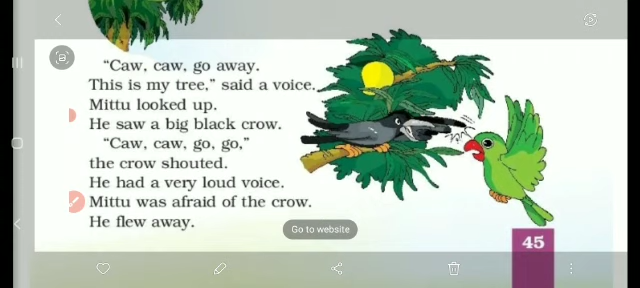 “Caw, caw, go away.
This is my tree,” said a voice.
Mittu looked up.
He saw a big black crow.
“Caw, caw, go, go,”
the crow shouted.
He had a very loud voice.
Mittu was afraid of the crow.
He flew away.
Go to website
45